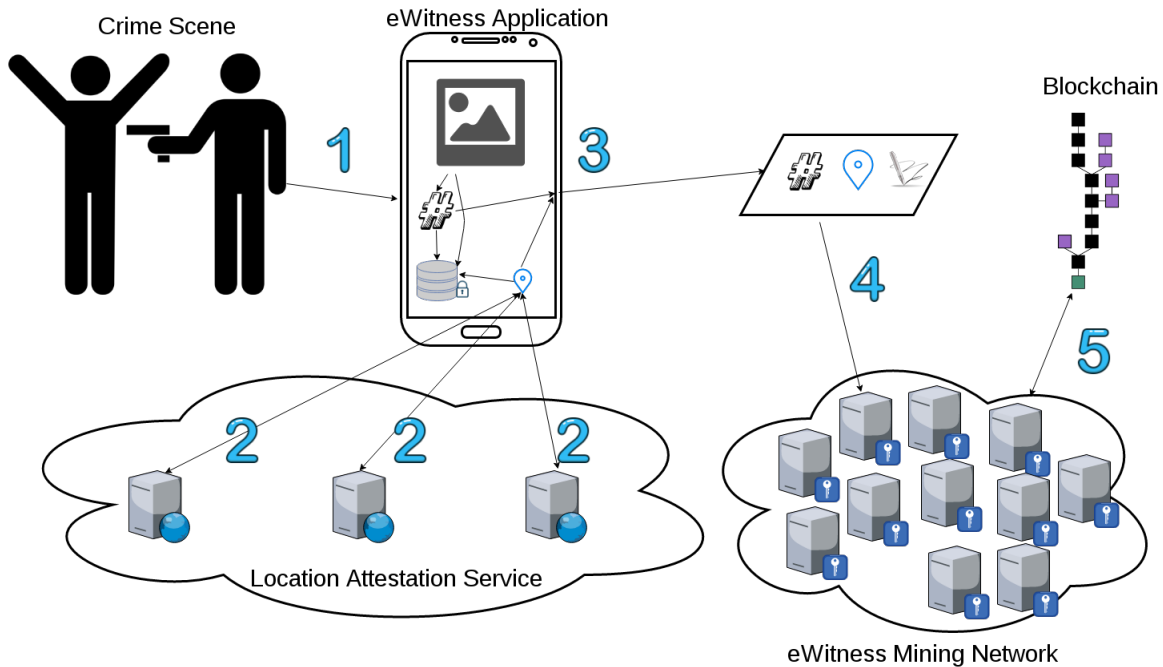 eWitness Application
Crime Scene
Blockchain
1
3
#
#
4
5
2
2
2
Location Attestation Service
eWitness Mining Network